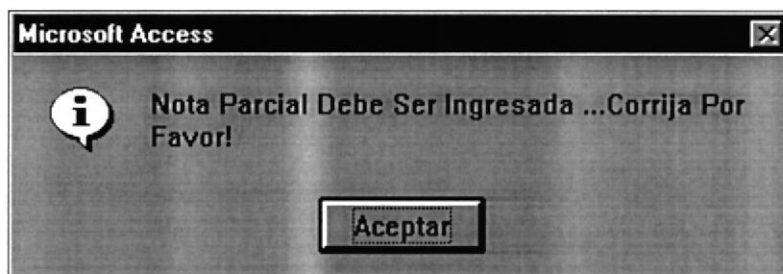 Microsoft Access
Nota Parcial Debe Ser Ingresada ...Corrija Por
Favor!
Aceptar